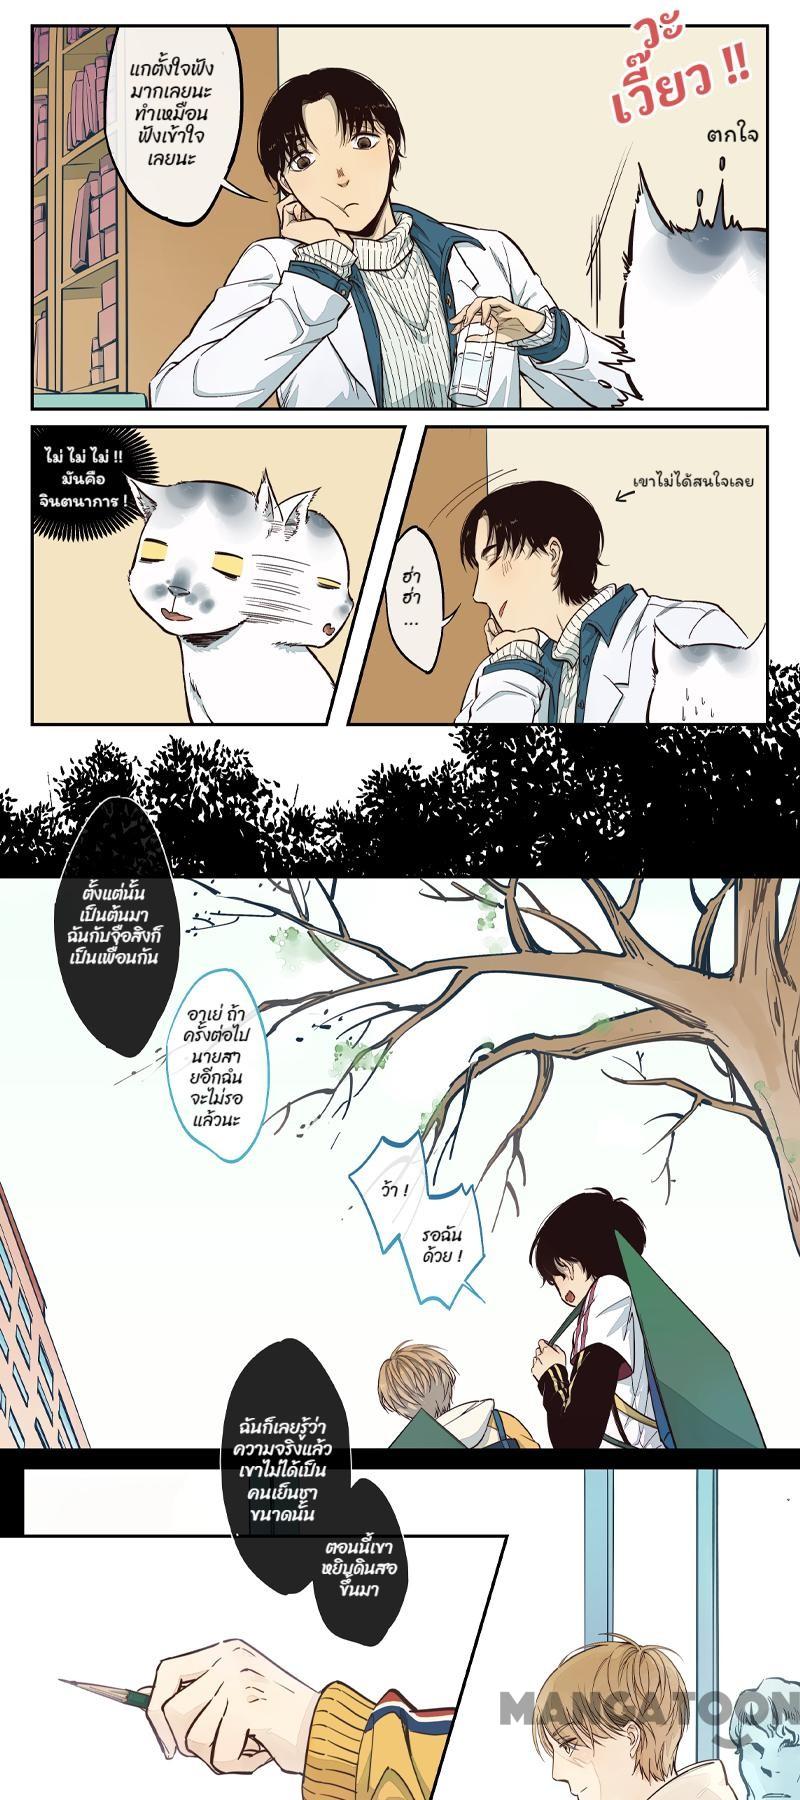 แกตั้งใจฟัง
มากเลยนะ
ทำเหมือน
ฟังเข้าใจ
เลยนะ
วะ
เวี๊ยว !!
ตกใจ
ไม่ ไม่ ไม่ !!
มันคือ
จินตนาการ !
เขาไม่ได้สนใจเลย
ฮ่า
ฮ่า
...
ตั้งแต่นั้น
เป็นต้นมา
ฉันกับจือสิงก็
เป็นเพื่อนกัน
อาเย่ ถ้า
ครั้งต่อไป
นายสา
ยอีกฉัน
จะไม่รอ
แล้วนะ
ว้า !
รอฉัน
ด้วย !
ฉันก็เลยรู้ว่า
ความจริงแล้ว
เขาไม่ได้เป็น
คนเย็นชา
ขนาดนั้น
ตอนนี้เขา
หยิบดินสอ
ขึ้นมา
MANGATOON